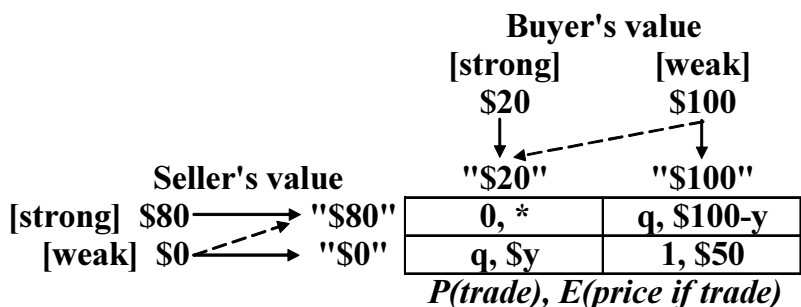 Buyer's value
[strong] [weak]
$20 $100
Seller's value "$20" "$100"
[strong] $80 "$80" 0, * q, $100-y
[weak] $0 "$0" q, $y 1, $50
P(trade), E(price if trade)